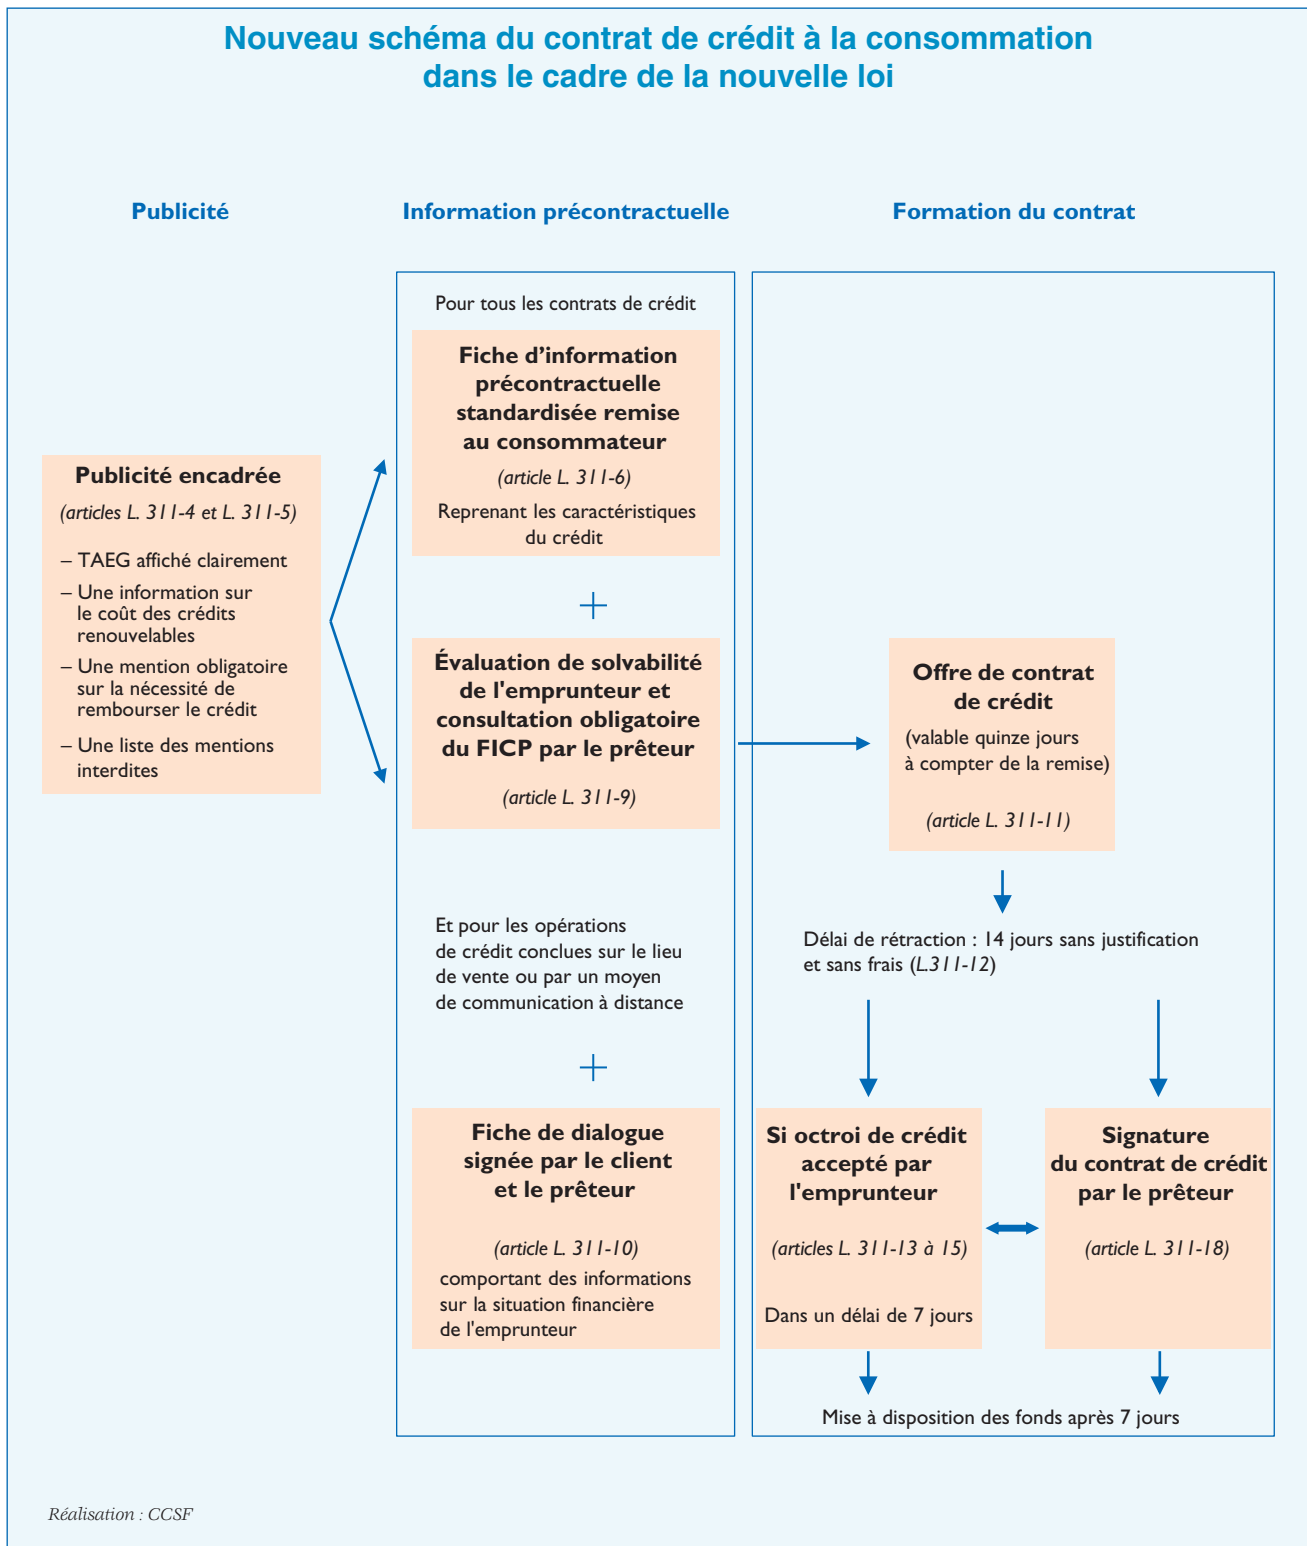 Nouveau schéma du contrat de crédit à la consommation
dans le cadre de la nouvelle loi
Publicité
Information précontractuelle
Formation du contrat
Publicité encadrée
(articles L. 311-4 et L. 311-5)
– TAEG affiché clairement
– Une information sur
le coût des crédits
renouvelables
– Une mention obligatoire
sur la nécessité de
rembourser le crédit
– Une liste des mentions
interdites
Pour tous les contrats de crédit
Fiche d’information
précontractuelle
standardisée remise
au consommateur
(article L. 311-6)
Reprenant les caractéristiques
du crédit
+
Évaluation de solvabilité
de l'emprunteur et
consultation obligatoire
du FICP par le prêteur
(article L. 311-9)
Et pour les opérations
de crédit conclues sur le lieu
de vente ou par un moyen
de communication à distance
+
Fiche de dialogue
signée par le client
et le prêteur
(article L. 311-10)
comportant des informations
sur la situation financière
de l'emprunteur
Offre de contrat
de crédit
(valable quinze jours
à compter de la remise)
(article L. 311-11)
Délai de rétraction : 14 jours sans justification
et sans frais (L.311-12)
Si octroi de crédit
accepté par
l'emprunteur
(articles L. 311-13 à 15)
Dans un délai de 7 jours
Signature
du contrat de crédit
par le prêteur
(article L. 311-18)
Mise à disposition des fonds après 7 jours
Réalisation : CCSF